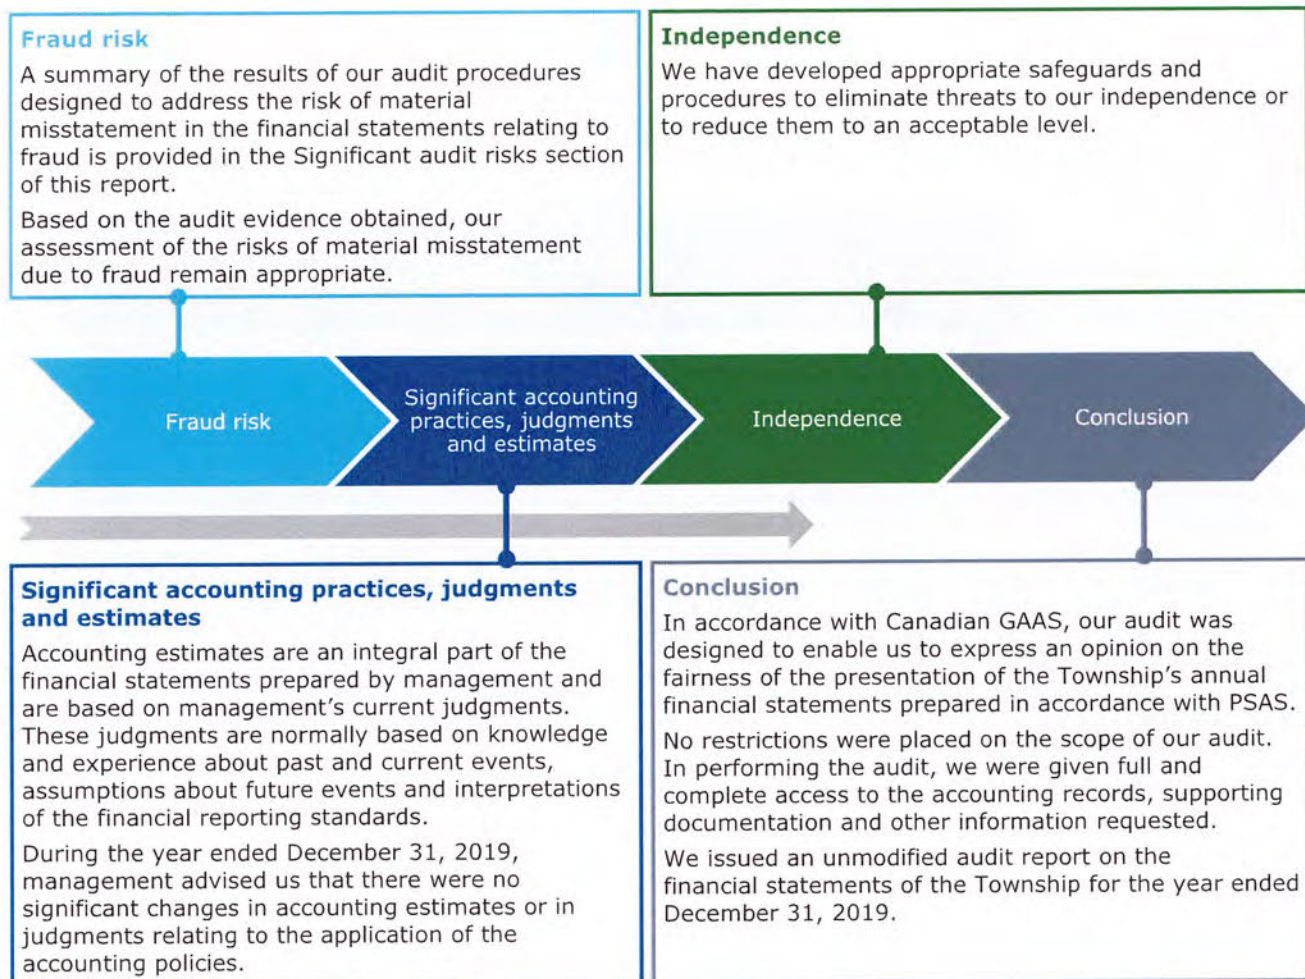 Fraud risk
A summary of the results of our audit procedures
designed to address the risk of material
misstatement in the financial statements relating to
fraud is provided in the Significant audit risks section
of this report.
Based on the audit evidence obtained, our
assessment of the risks of material misstatement
due to fraud remain appropriate.
Independence
We have developed appropriate safeguards and
procedures to eliminate threats to our independence or
to reduce them to an acceptable level.
Fraud risk
Significant accounting
practices, judgments
and estimates
Independence
Conclusion
Significant accounting practices, judgments
and estimates
Accounting estimates are an integral part of the
financial statements prepared by management and
are based on management's current judgments.
These judgments are normally based on knowledge
and experience about past and current events,
assumptions about future events and interpretations
of the financial reporting standards.
During the year ended December 31, 2019,
management advised us that there were no
significant changes in accounting estimates or in
judgments relating to the application of the
accounting policies.
Conclusion
In accordance with Canadian GAAS, our audit was
designed to enable us to express an opinion on the
fairness of the presentation of the Township's annual
financial statements prepared in accordance with PSAS.
No restrictions were placed on the scope of our audit.
In performing the audit, we were given full and
complete access to the accounting records, supporting
documentation and other information requested.
We issued an unmodified audit report on the
financial statements of the Township for the year ended
December 31, 2019.